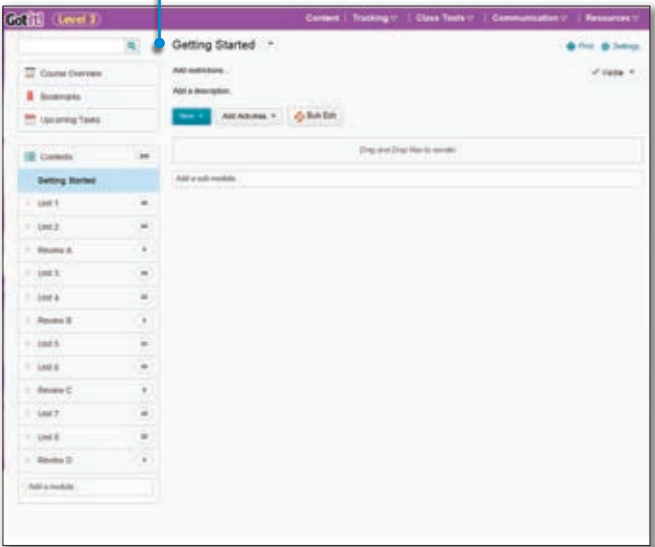 Got it! Level 3
Content Tracking Class Tools Communication Resources
Getting Started
Print Settings
Course Overview
Bookmarks
Upcoming Tasks
Add restrictions...
Visible
Add a description...
New Add Activities Bulk Edit
Drag and Drop files to reorder
Contents
Getting Started
Add a sub-module...
Unit 1
Unit 2
Review A
Unit 3
Unit 4
Review B
Unit 5
Unit 6
Review C
Unit 7
Unit 8
Review D
Add a module...